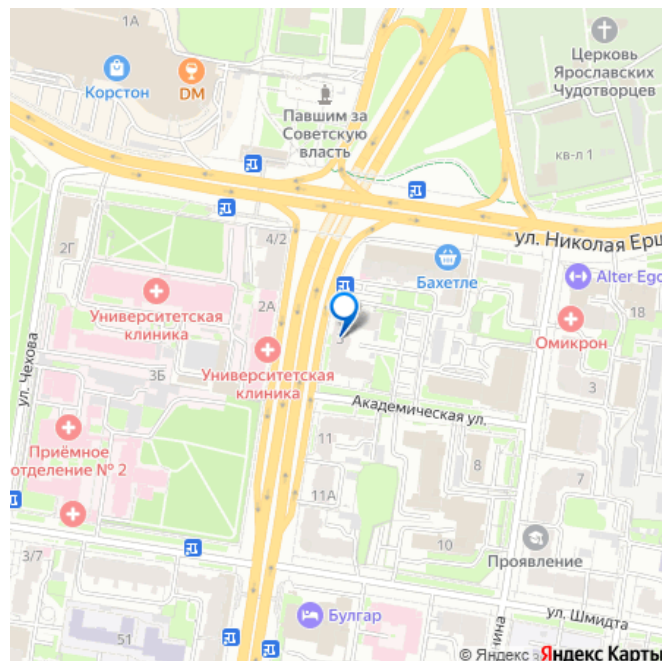 1А
Корстон
DM
Павшим за
Советскую
власть
Церковь
Ярославских
Чудотворцев
кв-л 1
2Г
4/2
ул. Николая Ерш
Бахетле
Alter Ego
Университетская
клиника
2А
18
Омикрон
3
ул. Чехова
3Б
Университетская
клиника
3
Академическая ул.
Приёмное
отделение № 2
11
8
7
11А
10
Проявление
3/7
51
Булгар
ул. Шмидта
нина
© Яндекс Яндекс Карты